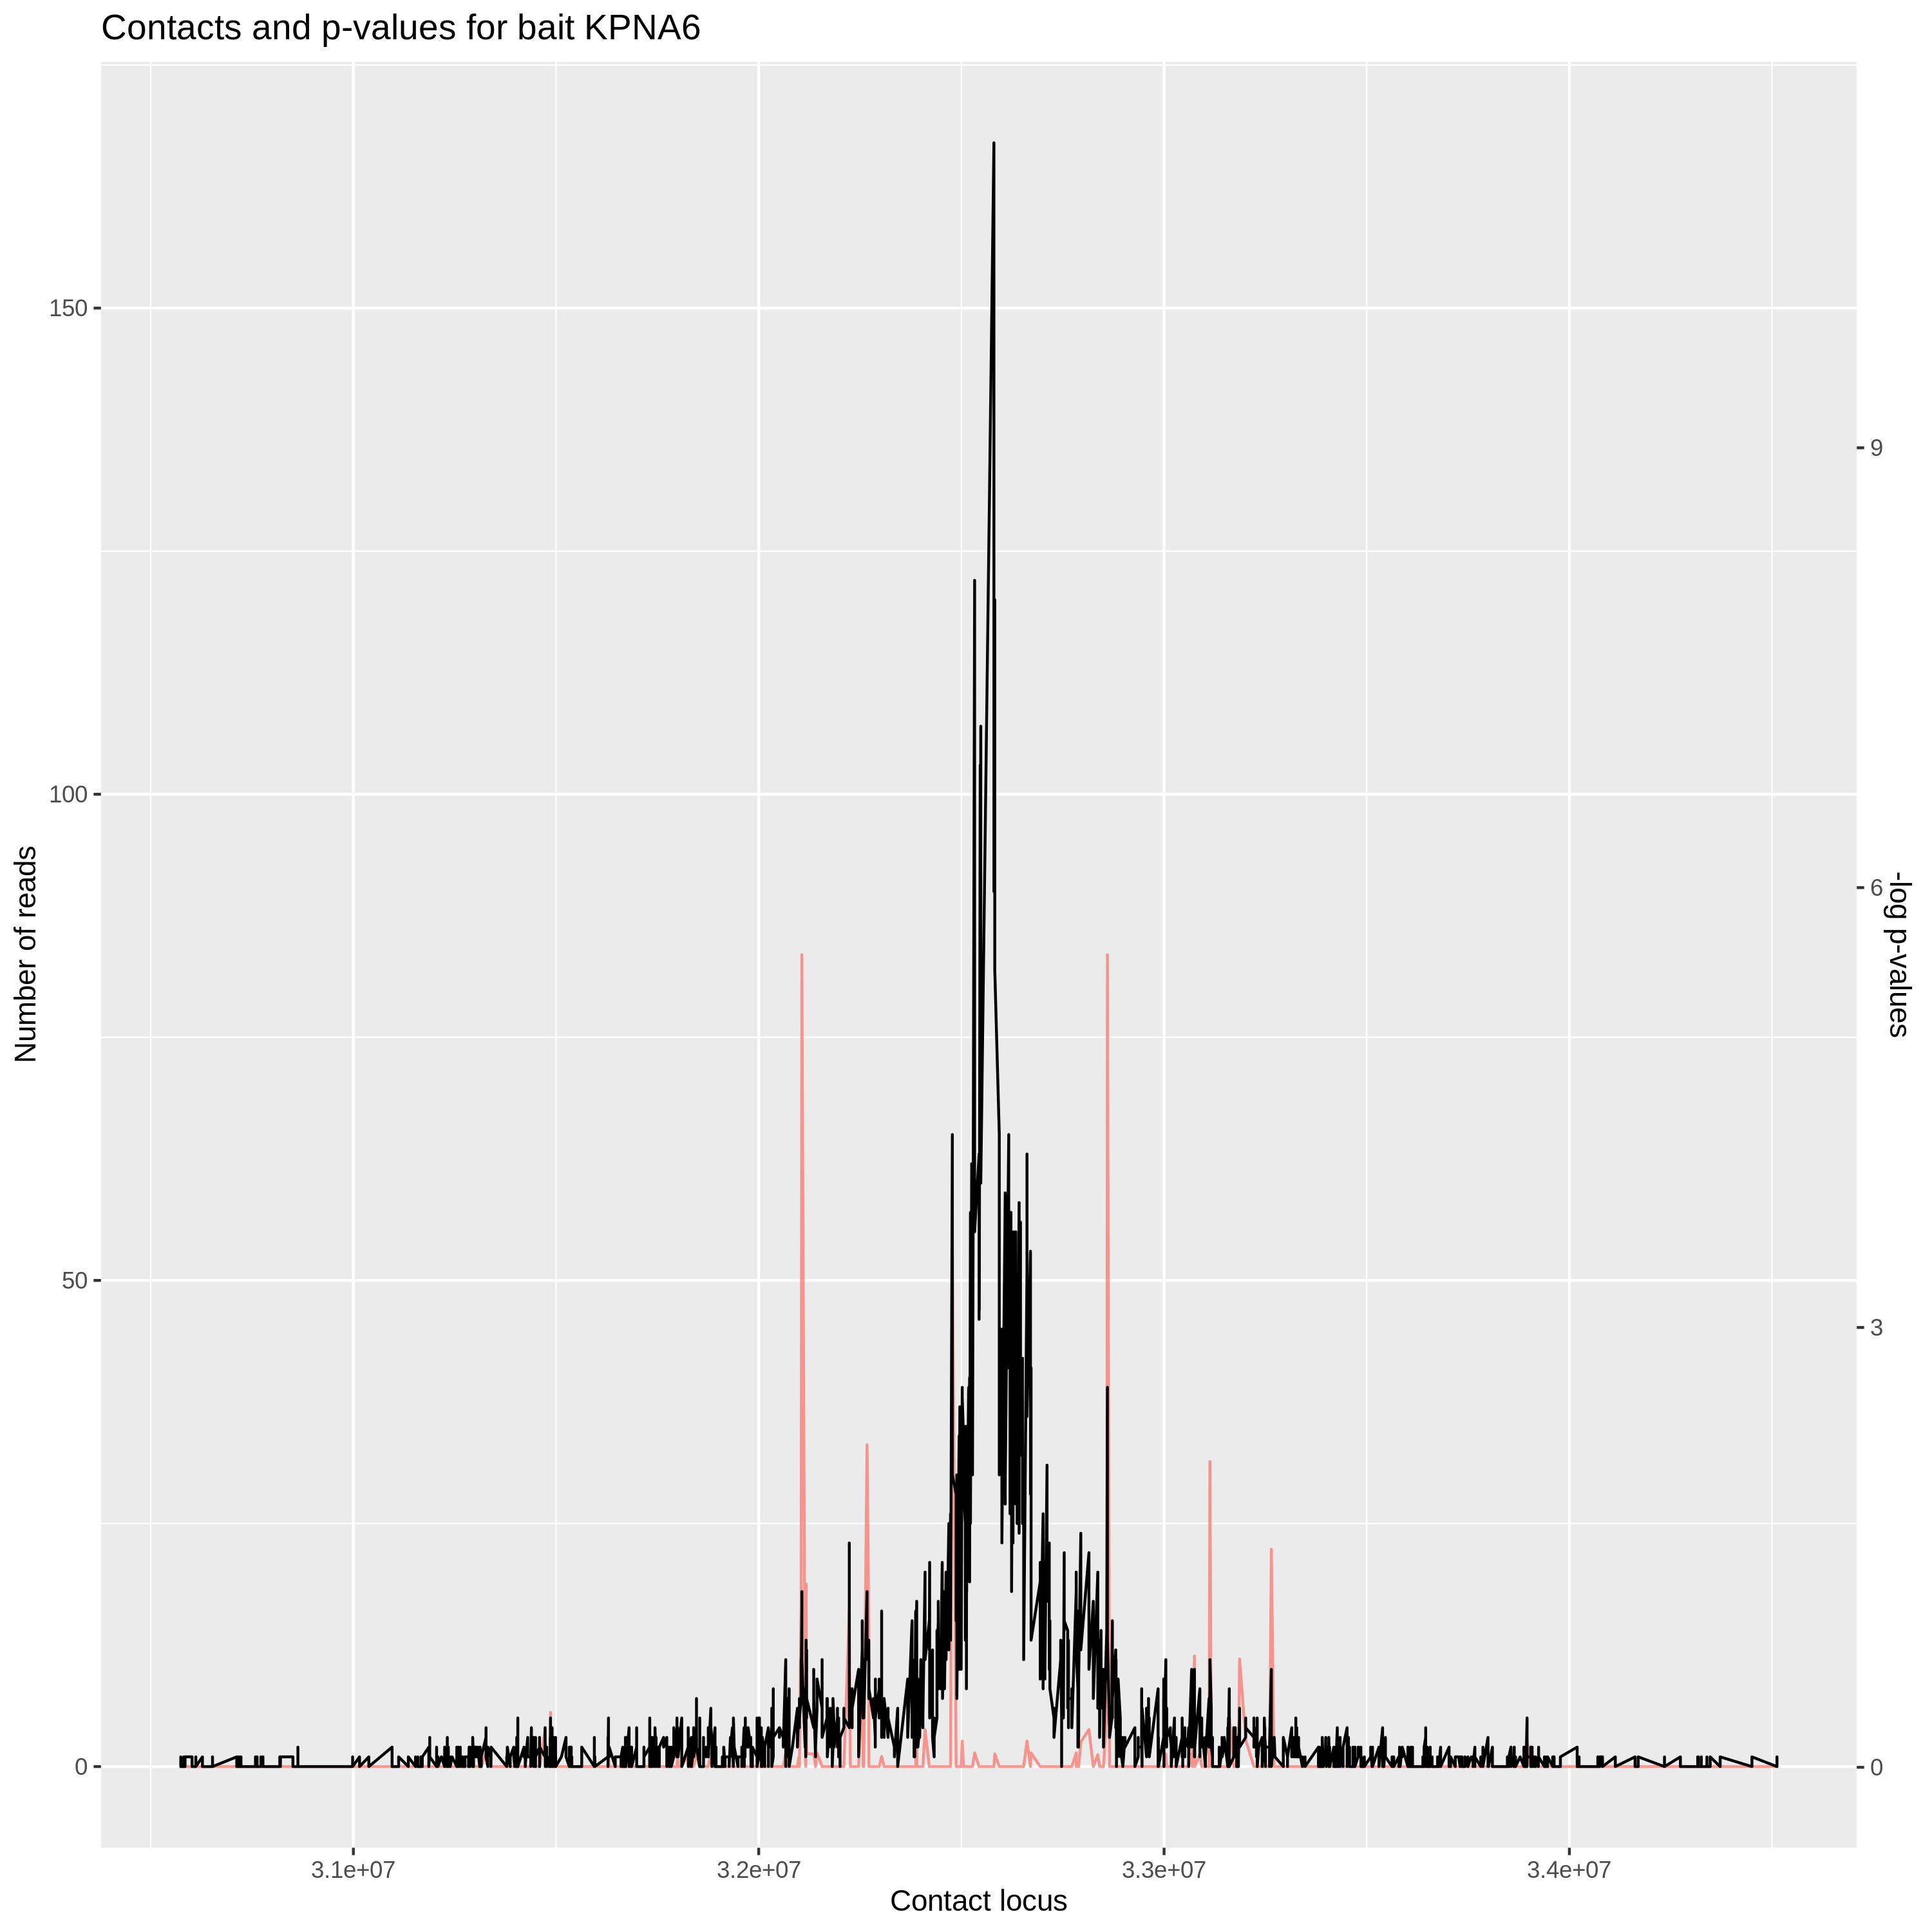 Contacts and p-values for bait KPNA6
150
100
50
0
9
6
3
0
Number of reads
-log p-values
3.1e+07
3.2e+07
3.3e+07
3.4e+07
Contact locus